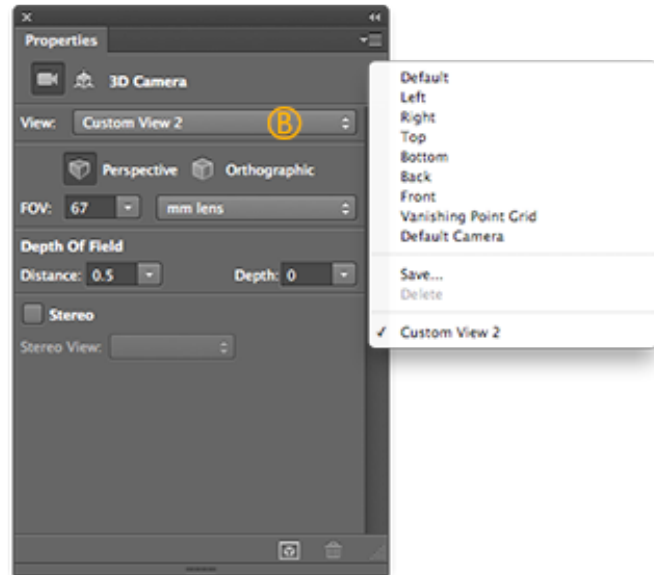 Properties
3D Camera
View: Custom View 2 B
Perspective Orthographic
FOV: 67 mm lens
Depth Of Field
Distance: 0.5 Depth: 0
Stereo
Stereo View:
Default
Left
Right
Top
Bottom
Back
Front
Vanishing Point Grid
Default Camera
Save...
Delete
✓ Custom View 2